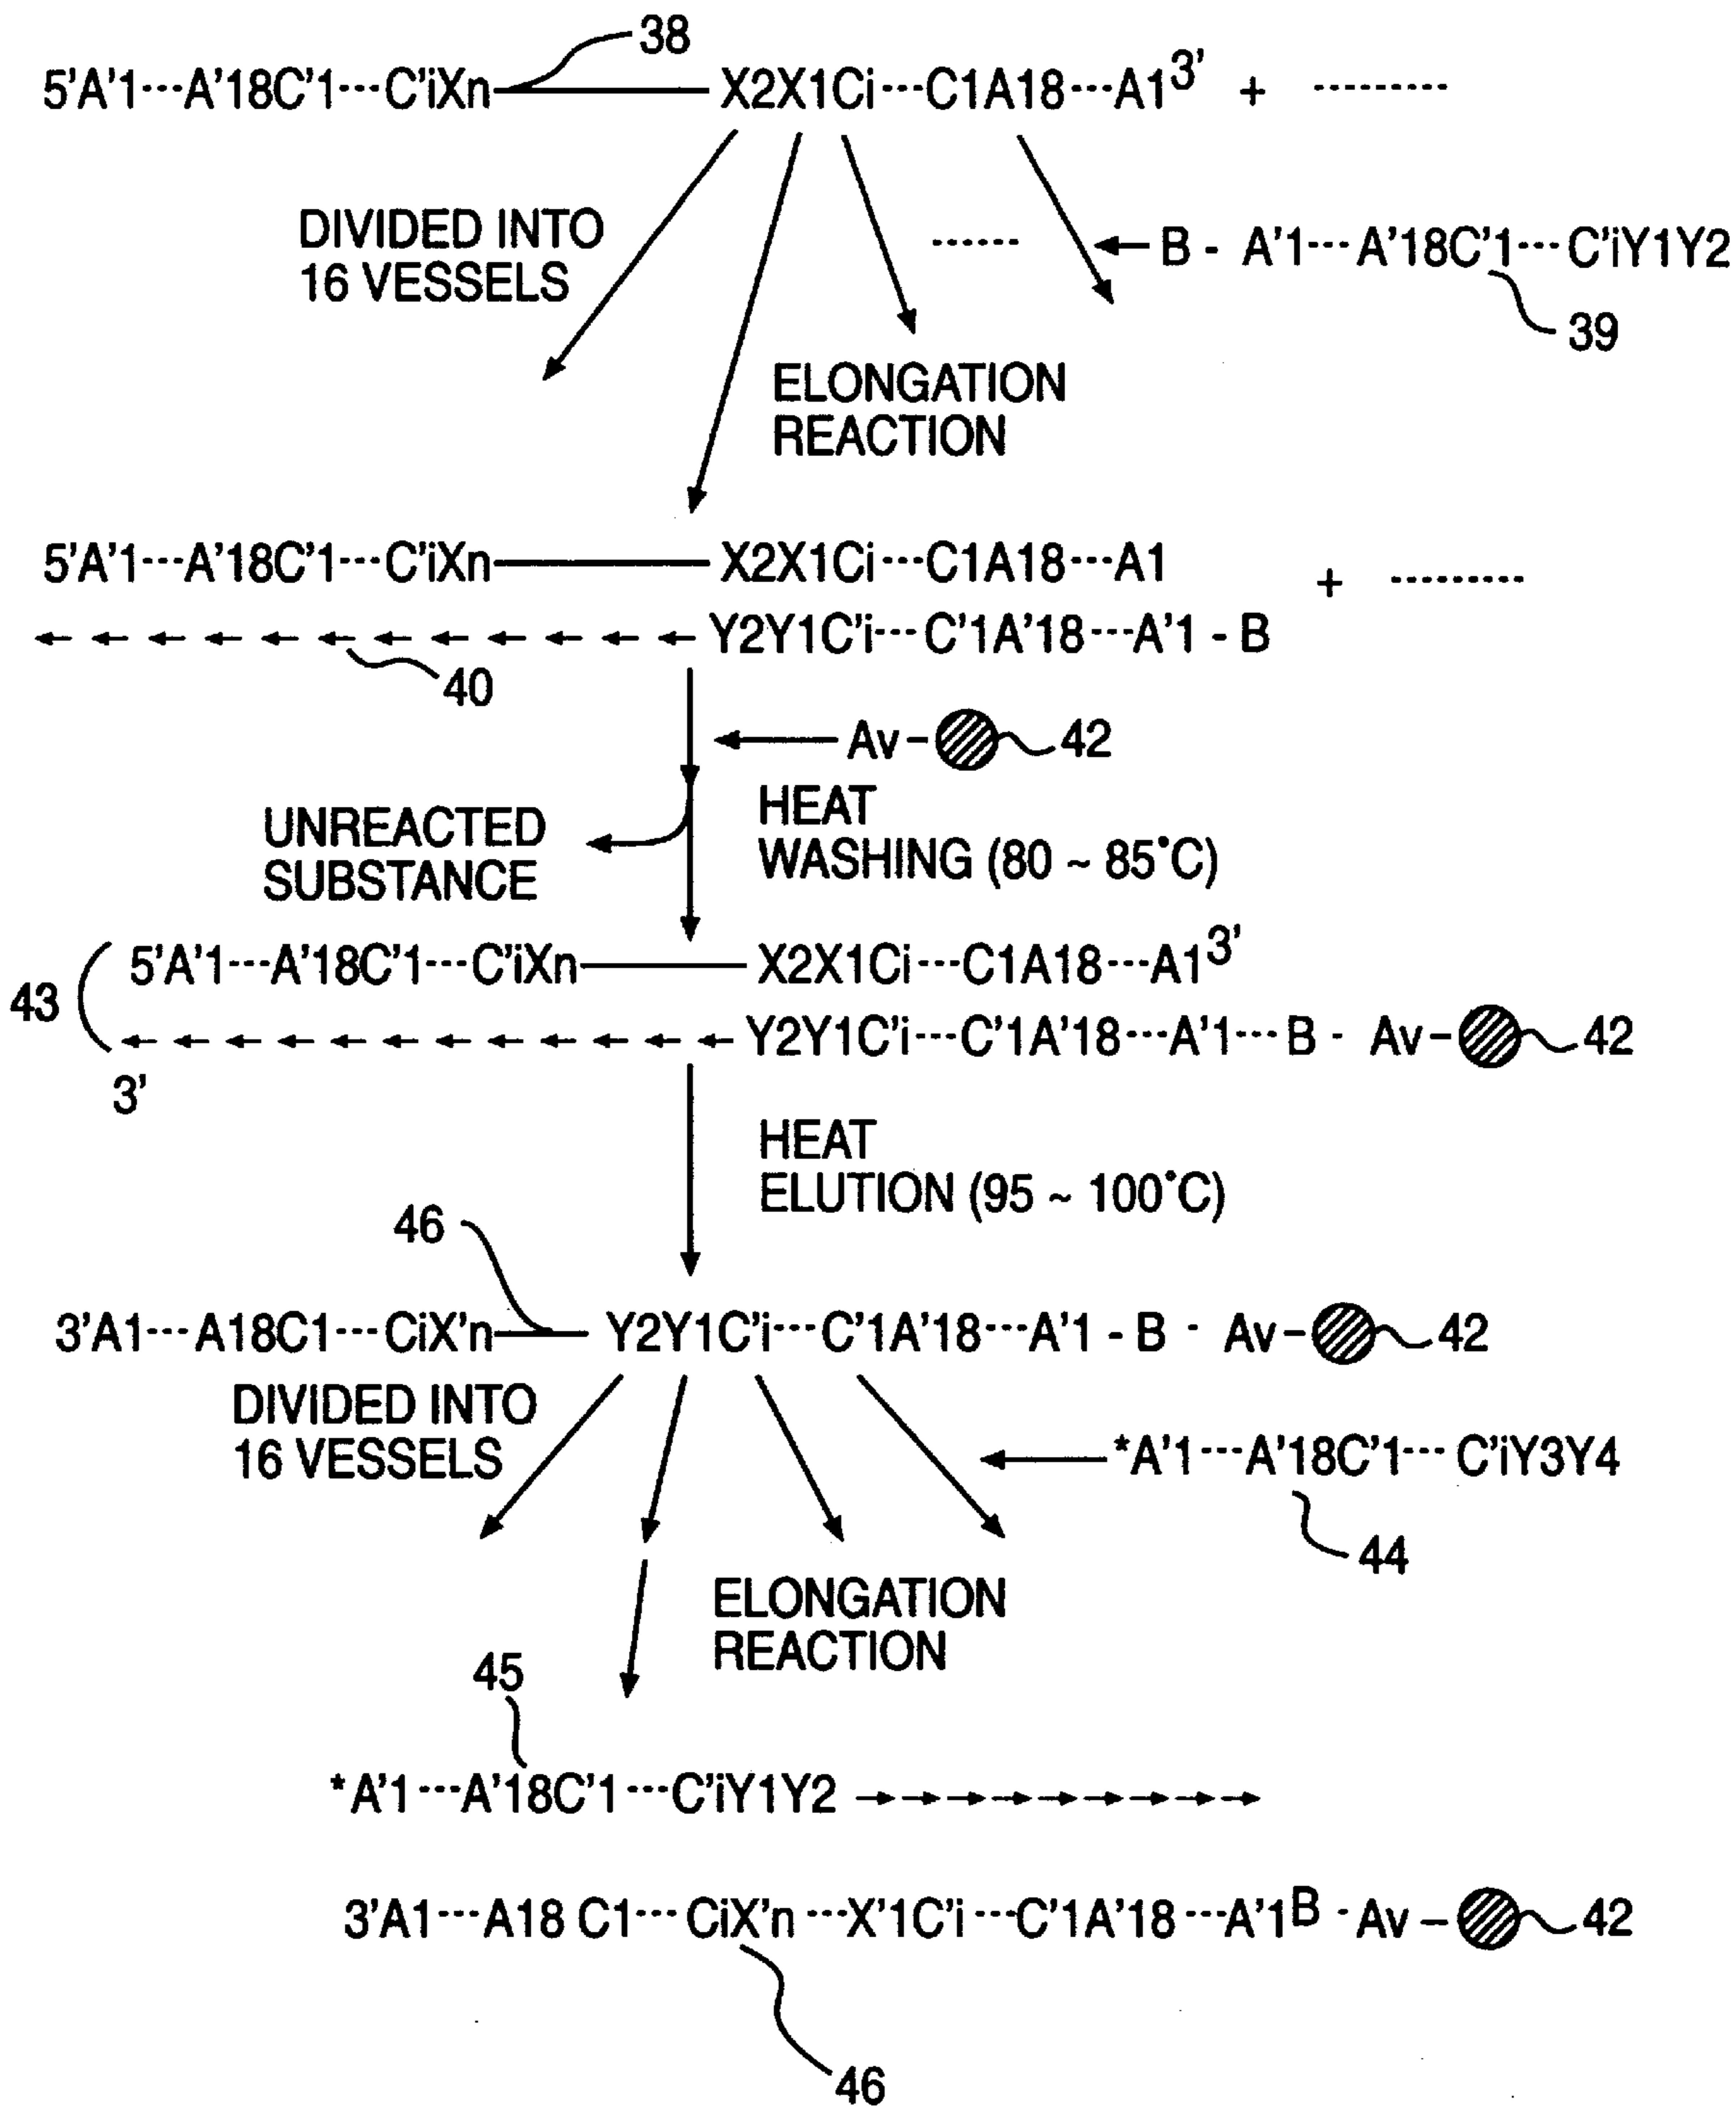 38
5'A'1---A'18C'1---C'iXn X2X1Ci---C1A18---A13' + ---------
DIVIDED INTO
16 VESSELS
------ B - A'1---A'18C'1---C'iY1Y2
39
ELONGATION
REACTION
5'A'1---A'18C'1---C'iXn X2X1Ci---C1A18---A1
+ ---------
Y2Y1C'i---C'1A'18---A'1 - B
40
Av- 42
HEAT
WASHING (80 ~ 85°C)
UNREACTED
SUBSTANCE
5'A'1---A'18C'1---C'iXn X2X1Ci---C1A18---A13'
43
Y2Y1C'i---C'1A'18---A'1---B - Av- 42
3'
HEAT
ELUTION (95 ~ 100°C)
46
3'A1---A18C1---CiX'n Y2Y1C'i---C'1A'18---A'1 - B - Av- 42
DIVIDED INTO
16 VESSELS
*A'1---A'18C'1---C'iY3Y4
44
ELONGATION
REACTION
45
*A'1---A'18C'1---C'iY1Y2
3'A1---A18 C1---CiX'n---X'1C'i---C'1A'18---A'1B - Av - 42
46